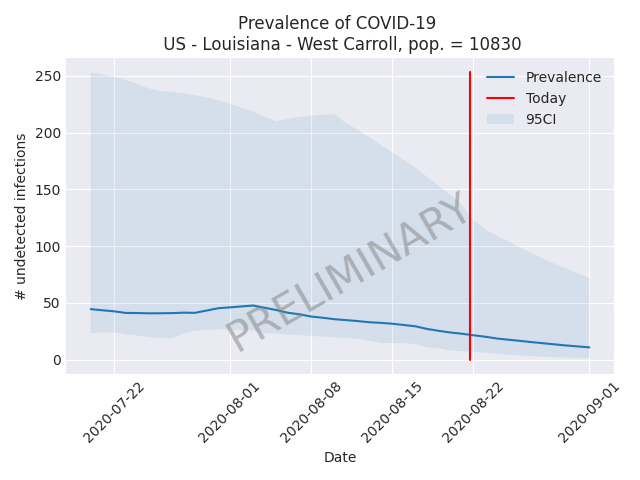 Prevalence of COVID-19
US - Louisiana - West Carroll, pop. = 10830
250
200
150
100
50
0
# undetected infections
Prevalence
Today
95CI
PRELIMINARY
2020-07-22
2020-08-01
2020-08-08
2020-08-15
2020-08-22
2020-09-01
Date